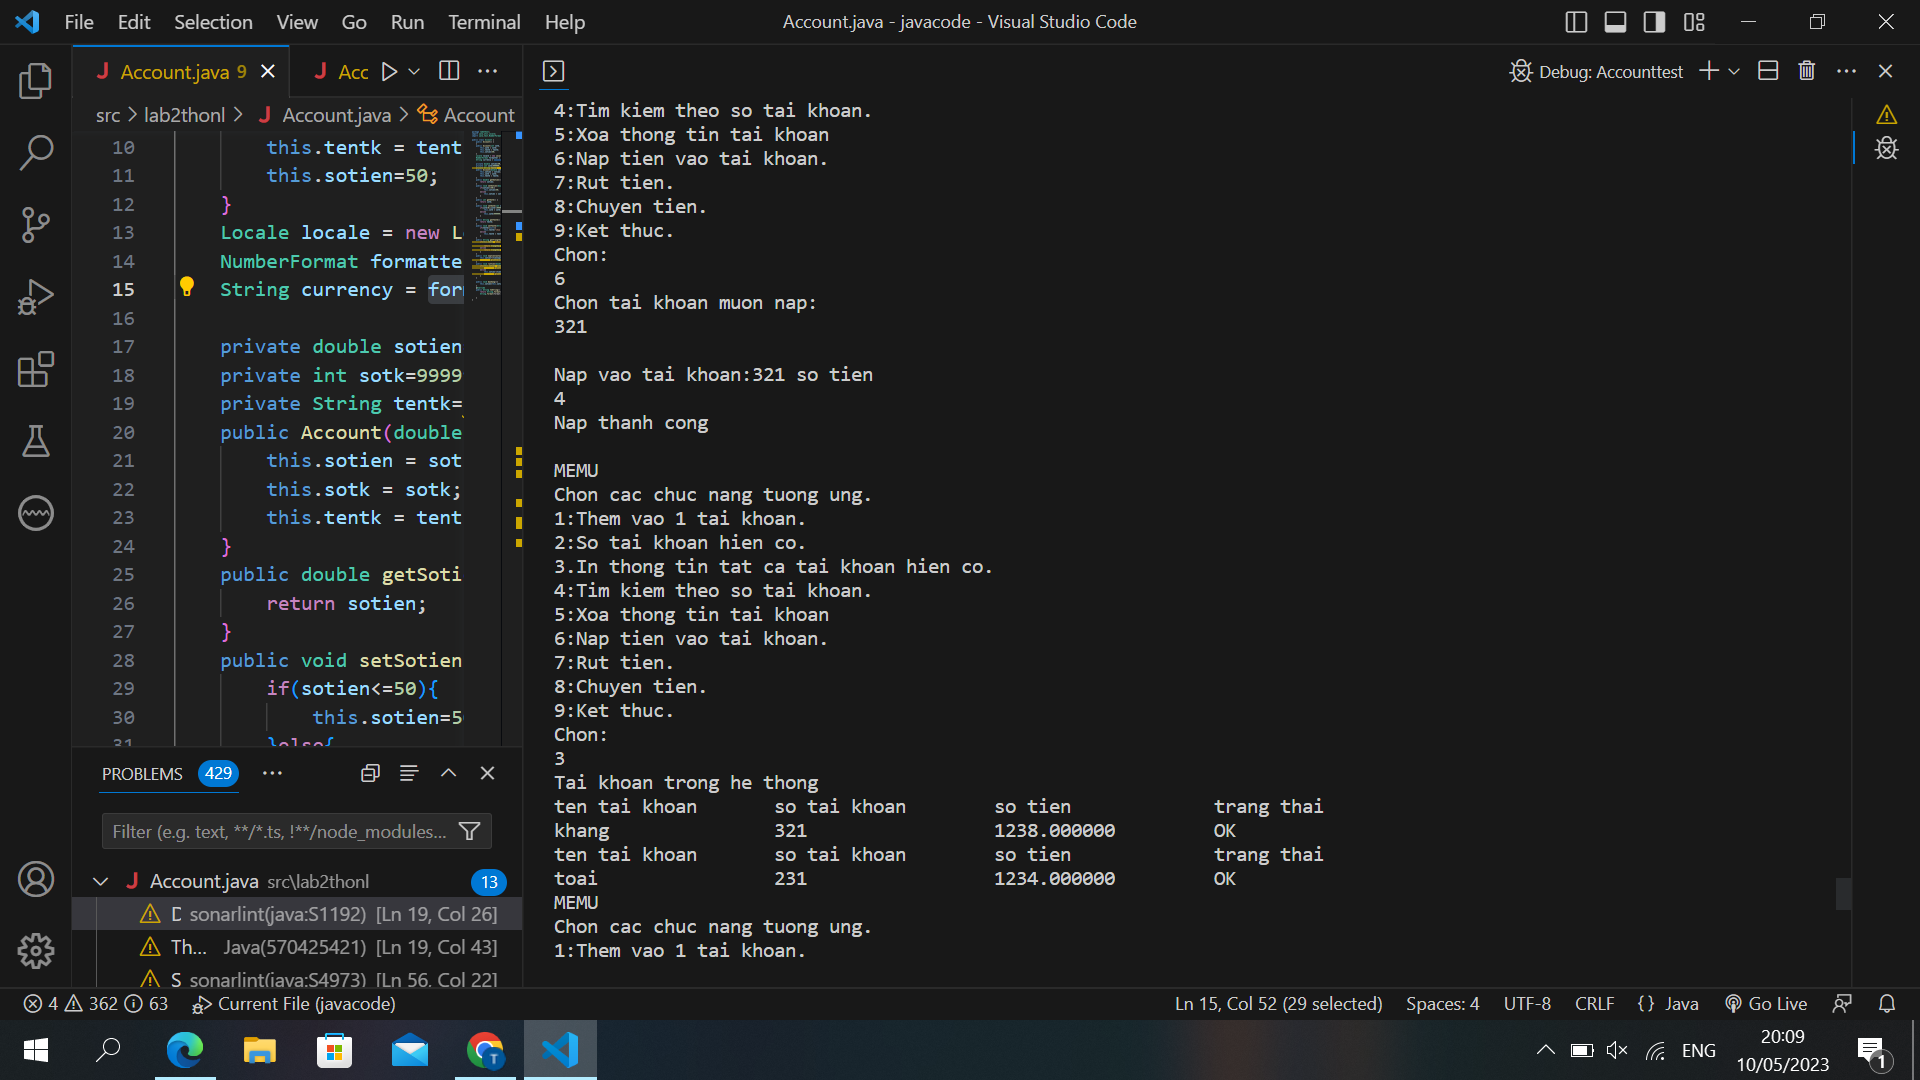 File Edit Selection View Go Run Terminal Help
Account.java - javacode - Visual Studio Code
J Account.java 9
J Acc
src > lab2thonl > J Account.java > Account
10 this.tentk = tent
11 this.sotien=50;
12 }
13 Locale locale = new L
14 NumberFormat formatte
15 String currency = for
16
17 private double sotien
18 private int sotk=9999
19 private String tentk=
20 public Account(double
21 this.sotien = sot
22 this.sotk = sotk;
23 this.tentk = tent
24 }
25 public double getSoti
26 return sotien;
27 }
28 public void setSotien
29 if(sotien<=50){
30 this.sotien=5
31 }else{
PROBLEMS 429
Filter (e.g. text, **/*.ts, !**/node_modules...
J Account.java src\lab2thonl 13
D sonarlint(java:S1192) [Ln 19, Col 26]
Th... Java(570425421) [Ln 19, Col 43]
S sonarlint(java:S4973) [Ln 56, Col 22]
Debug: Accounttest
4:Tim kiem theo so tai khoan.
5:Xoa thong tin tai khoan
6:Nap tien vao tai khoan.
7:Rut tien.
8:Chuyen tien.
9:Ket thuc.
Chon:
6
Chon tai khoan muon nap:
321
Nap vao tai khoan:321 so tien
4
Nap thanh cong
MEMU
Chon cac chuc nang tuong ung.
1:Them vao 1 tai khoan.
2:So tai khoan hien co.
3.In thong tin tat ca tai khoan hien co.
4:Tim kiem theo so tai khoan.
5:Xoa thong tin tai khoan
6:Nap tien vao tai khoan.
7:Rut tien.
8:Chuyen tien.
9:Ket thuc.
Chon:
3
Tai khoan trong he thong
ten tai khoan so tai khoan so tien trang thai
khang 321 1238.000000 OK
ten tai khoan so tai khoan so tien trang thai
toai 231 1234.000000 OK
MEMU
Chon cac chuc nang tuong ung.
1:Them vao 1 tai khoan.
4 362 63 Current File (javacode)
Ln 15, Col 52 (29 selected) Spaces: 4 UTF-8 CRLF {} Java Go Live
T
ENG
20:09
10/05/2023
1